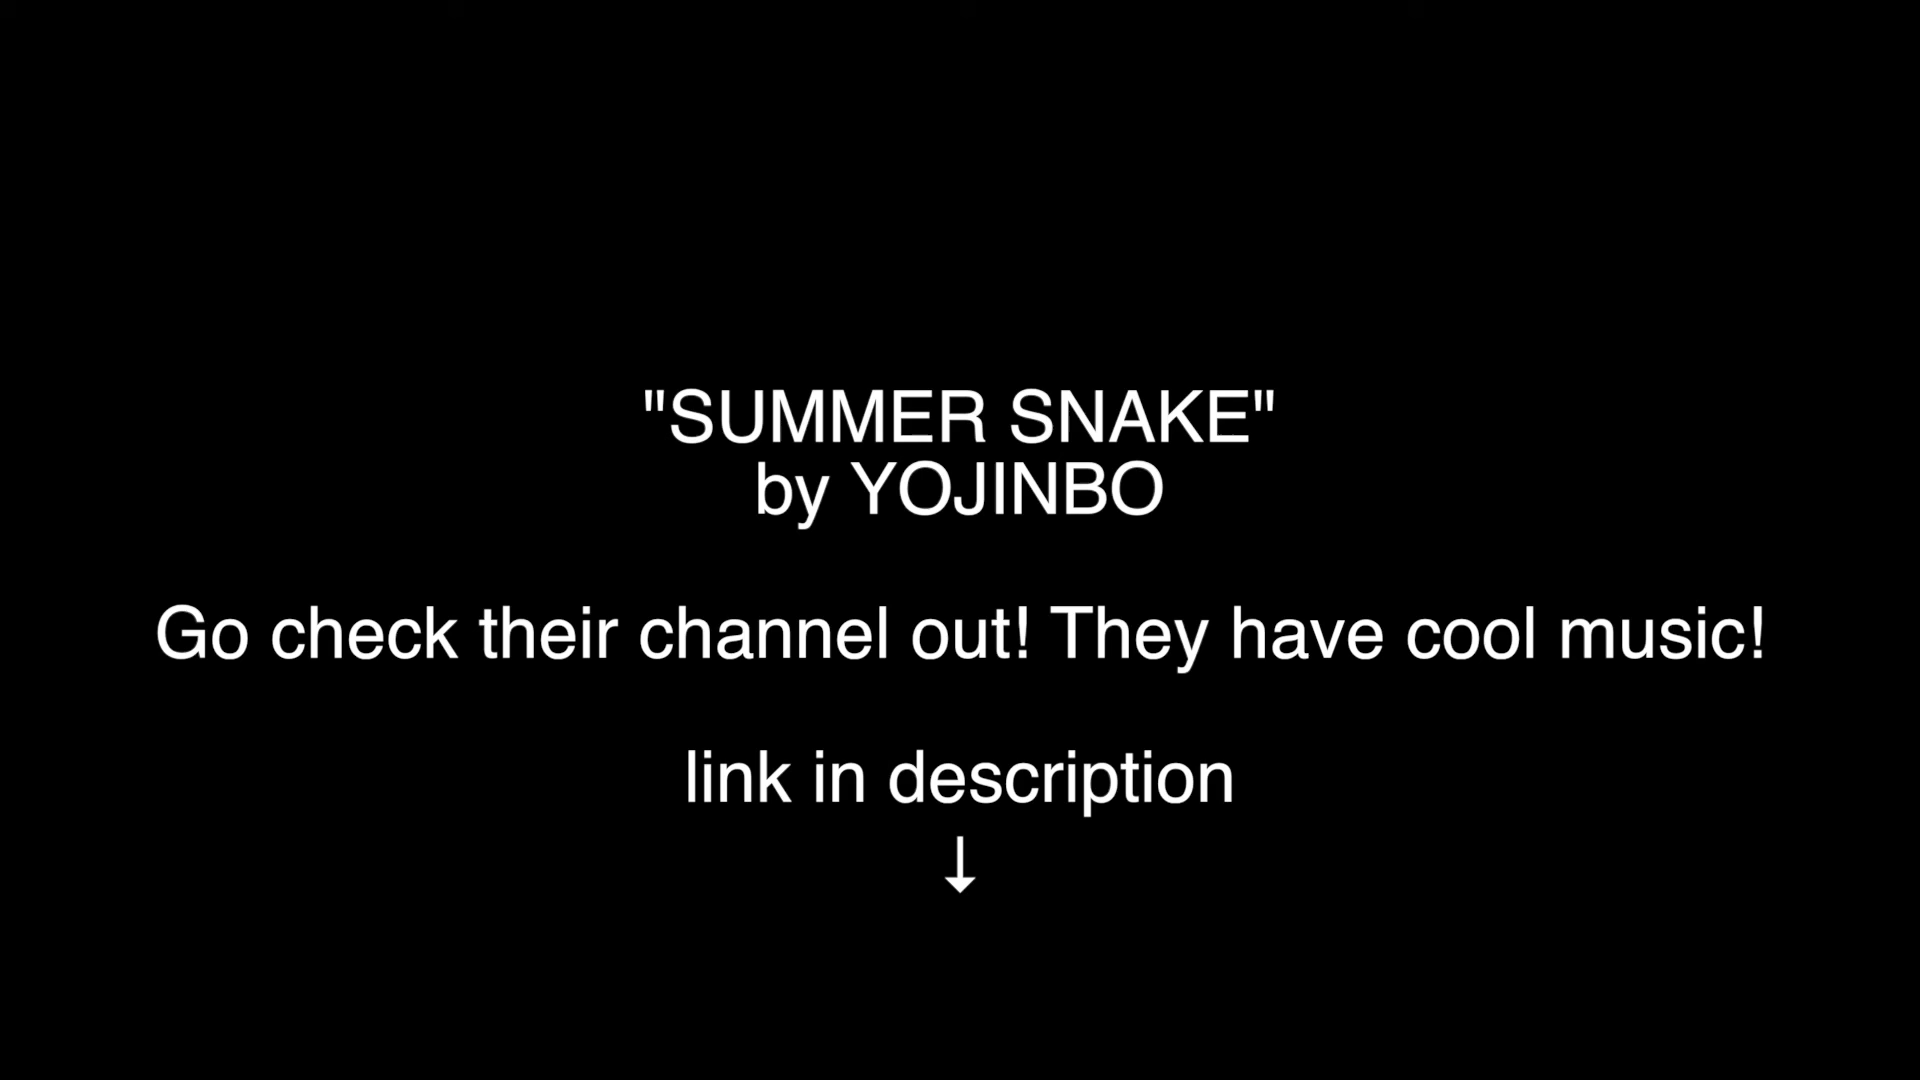 "SUMMER SNAKE"
by YOJINBO
Go check their channel out! They have cool music!
link in description
↓